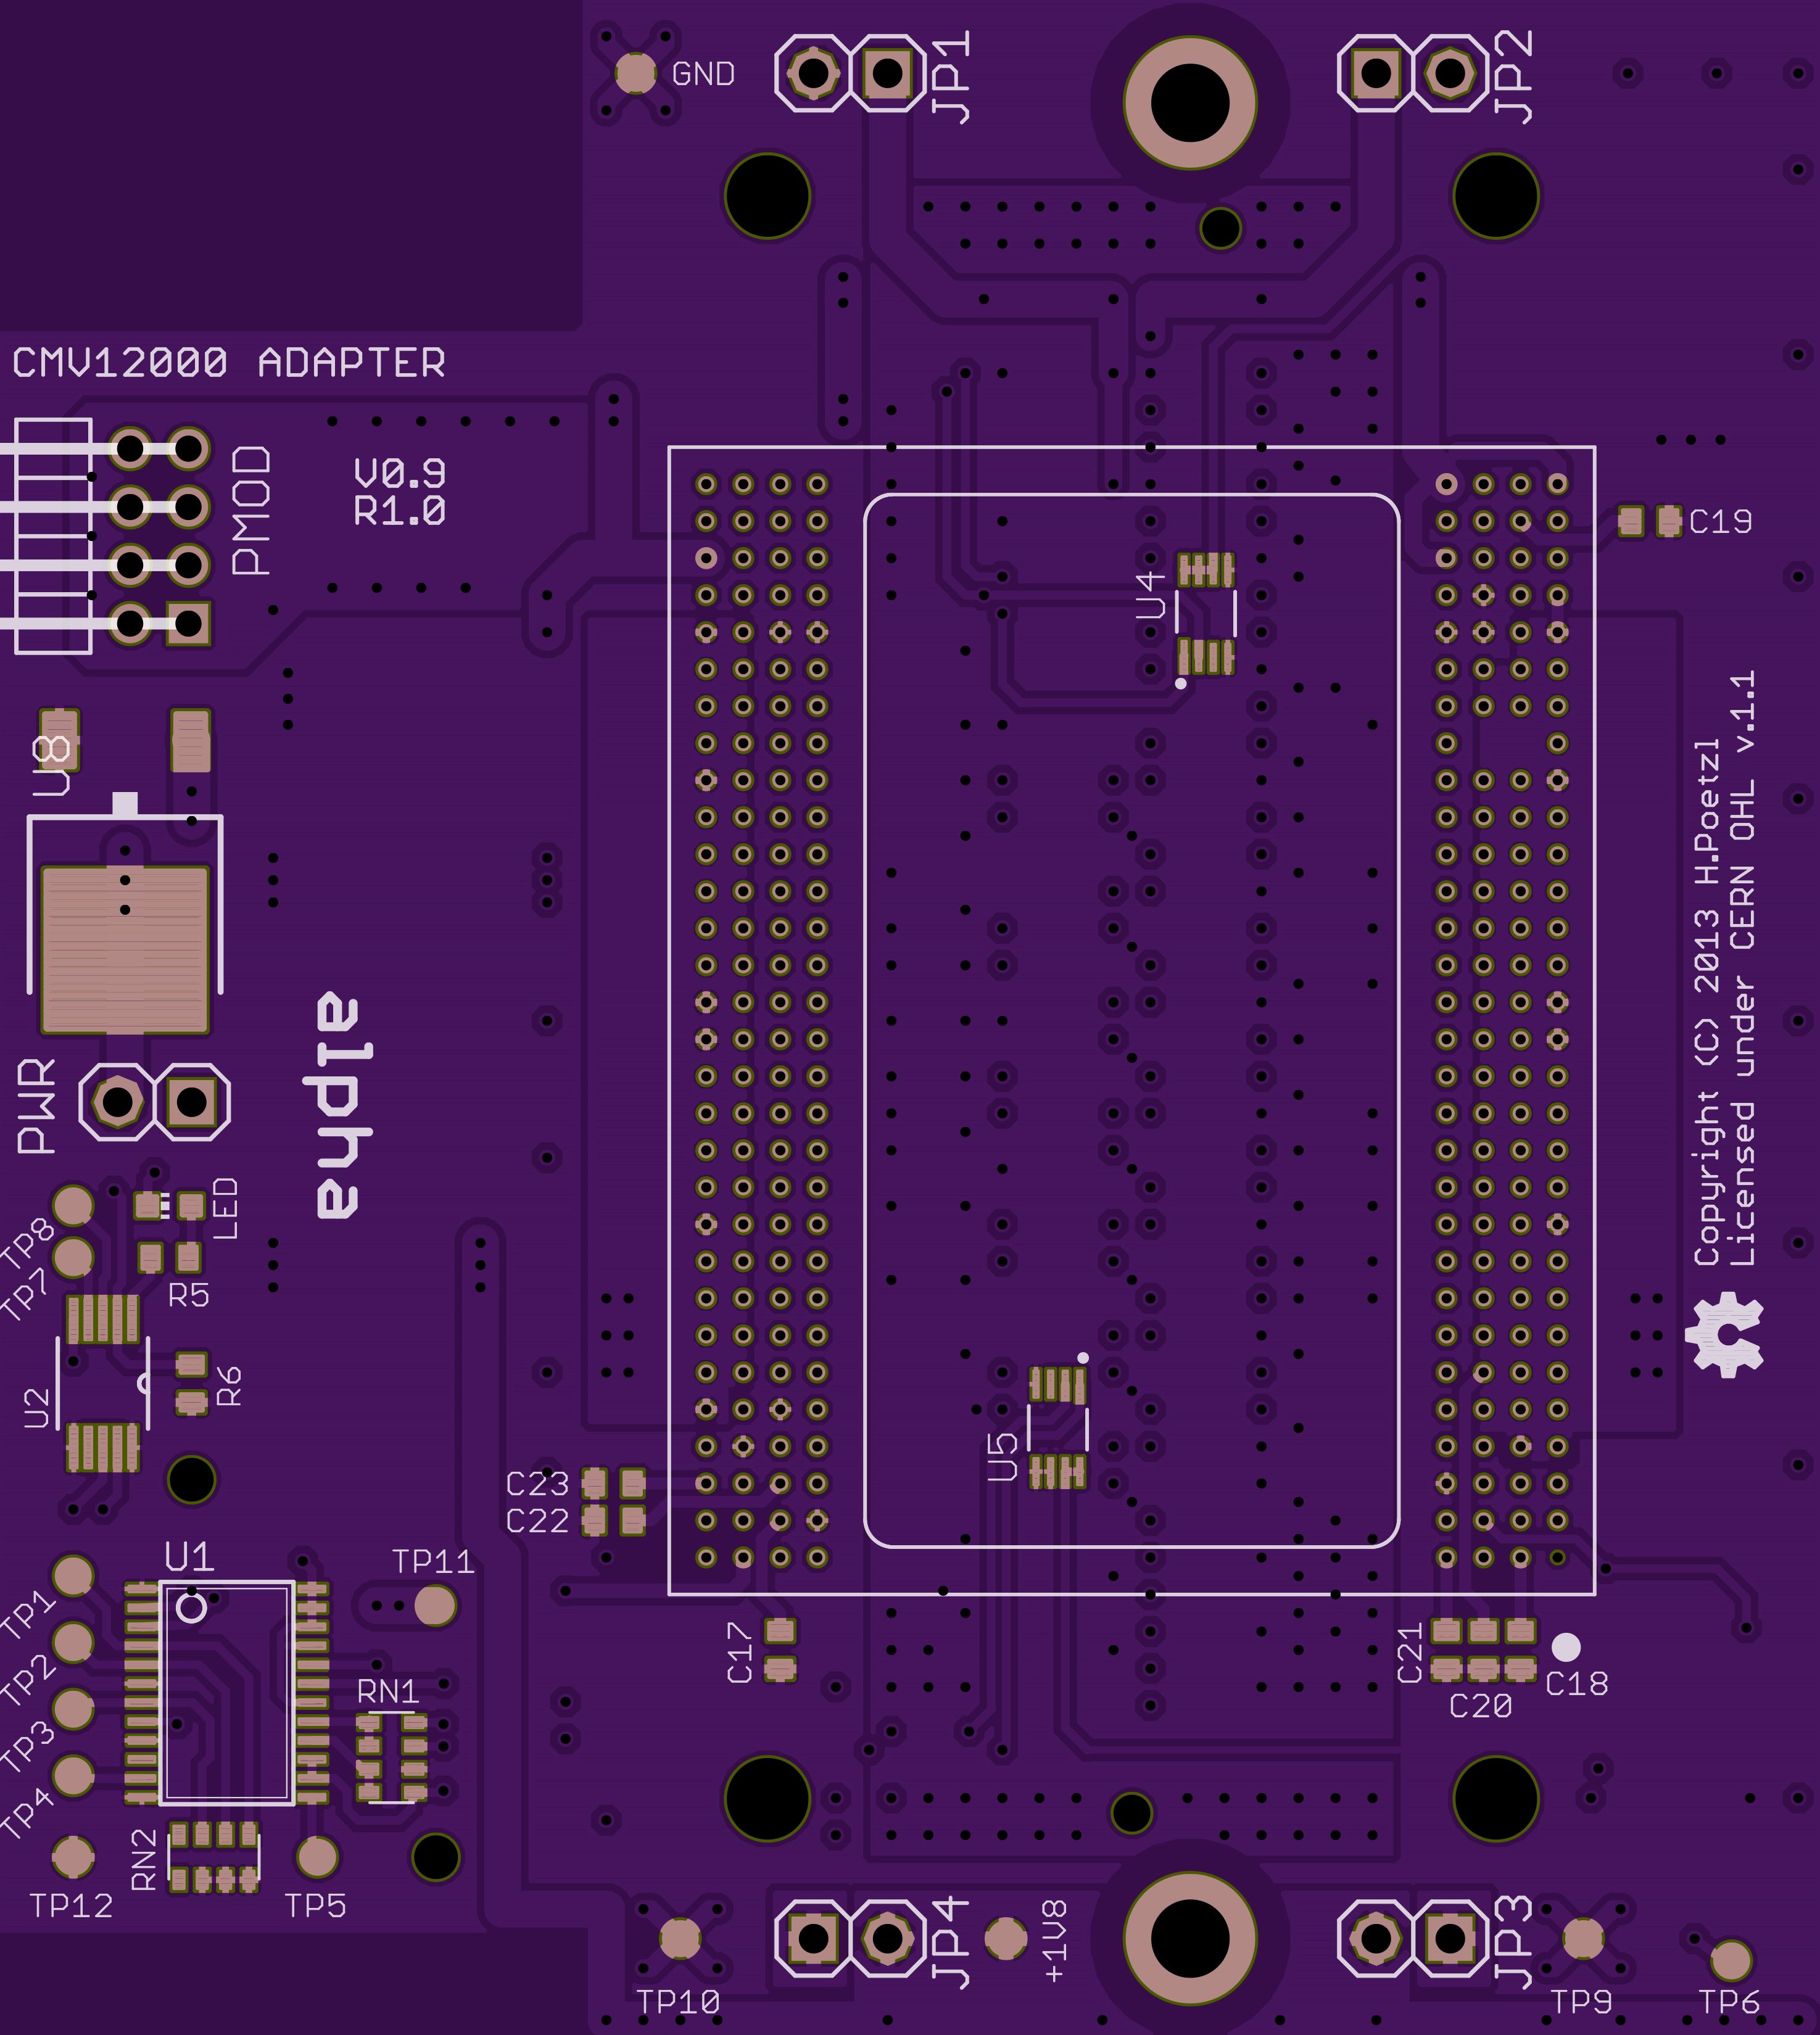 GND
JP1
JP2
CMV12000 ADAPTER
V0.9
R1.0
PMOD
C19
U4
U8
Copyright (C) 2013 H.Poetzl
Licensed under CERN OHL v.1.1
alpha
PWR
LED
TP8
TP7
R5
R6
U2
U5
C23
C22
U1
TP11
TP1
TP2
TP3
TP4
RN1
C17
C21
C18
C20
RN2
TP12
TP5
JP4
+1V8
JP3
TP10
TP9
TP6